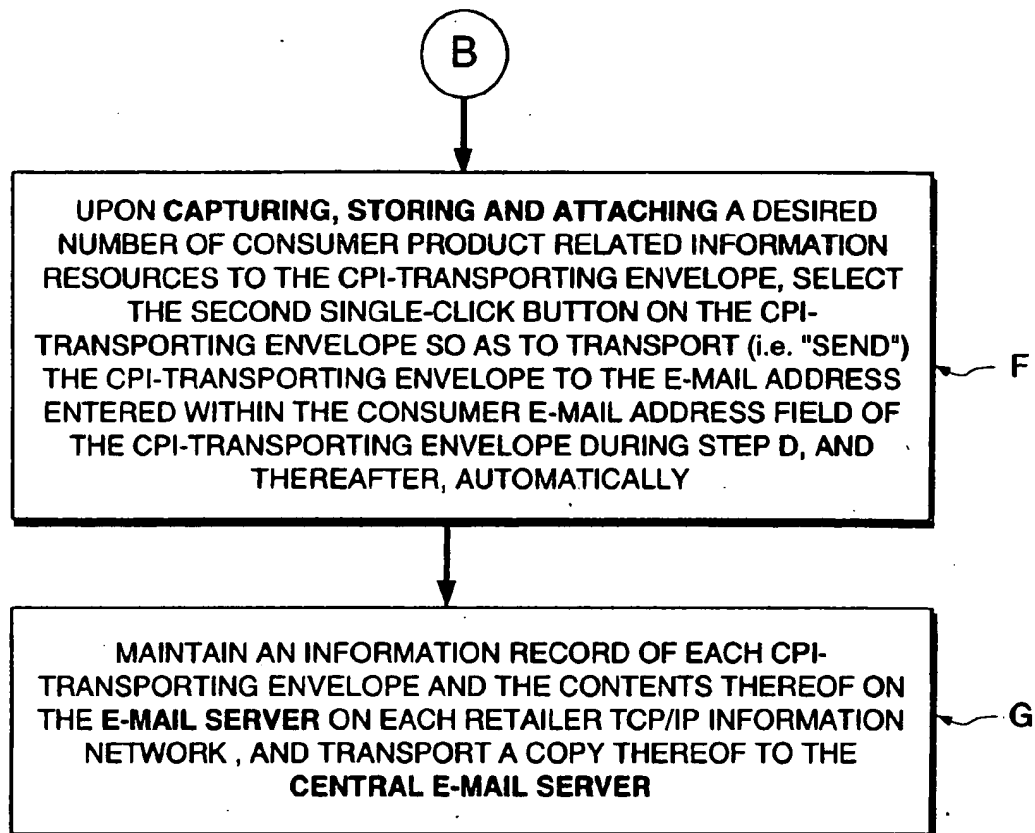 B
UPON CAPTURING, STORING AND ATTACHING A DESIRED
NUMBER OF CONSUMER PRODUCT RELATED INFORMATION
RESOURCES TO THE CPI-TRANSPORTING ENVELOPE, SELECT
THE SECOND SINGLE-CLICK BUTTON ON THE CPI-
TRANSPORTING ENVELOPE SO AS TO TRANSPORT (i.e. "SEND")
THE CPI-TRANSPORTING ENVELOPE TO THE E-MAIL ADDRESS
ENTERED WITHIN THE CONSUMER E-MAIL ADDRESS FIELD OF
THE CPI-TRANSPORTING ENVELOPE DURING STEP D, AND
THEREAFTER, AUTOMATICALLY
F
MAINTAIN AN INFORMATION RECORD OF EACH CPI-
TRANSPORTING ENVELOPE AND THE CONTENTS THEREOF ON
THE E-MAIL SERVER ON EACH RETAILER TCP/IP INFORMATION
NETWORK , AND TRANSPORT A COPY THEREOF TO THE
CENTRAL E-MAIL SERVER
G